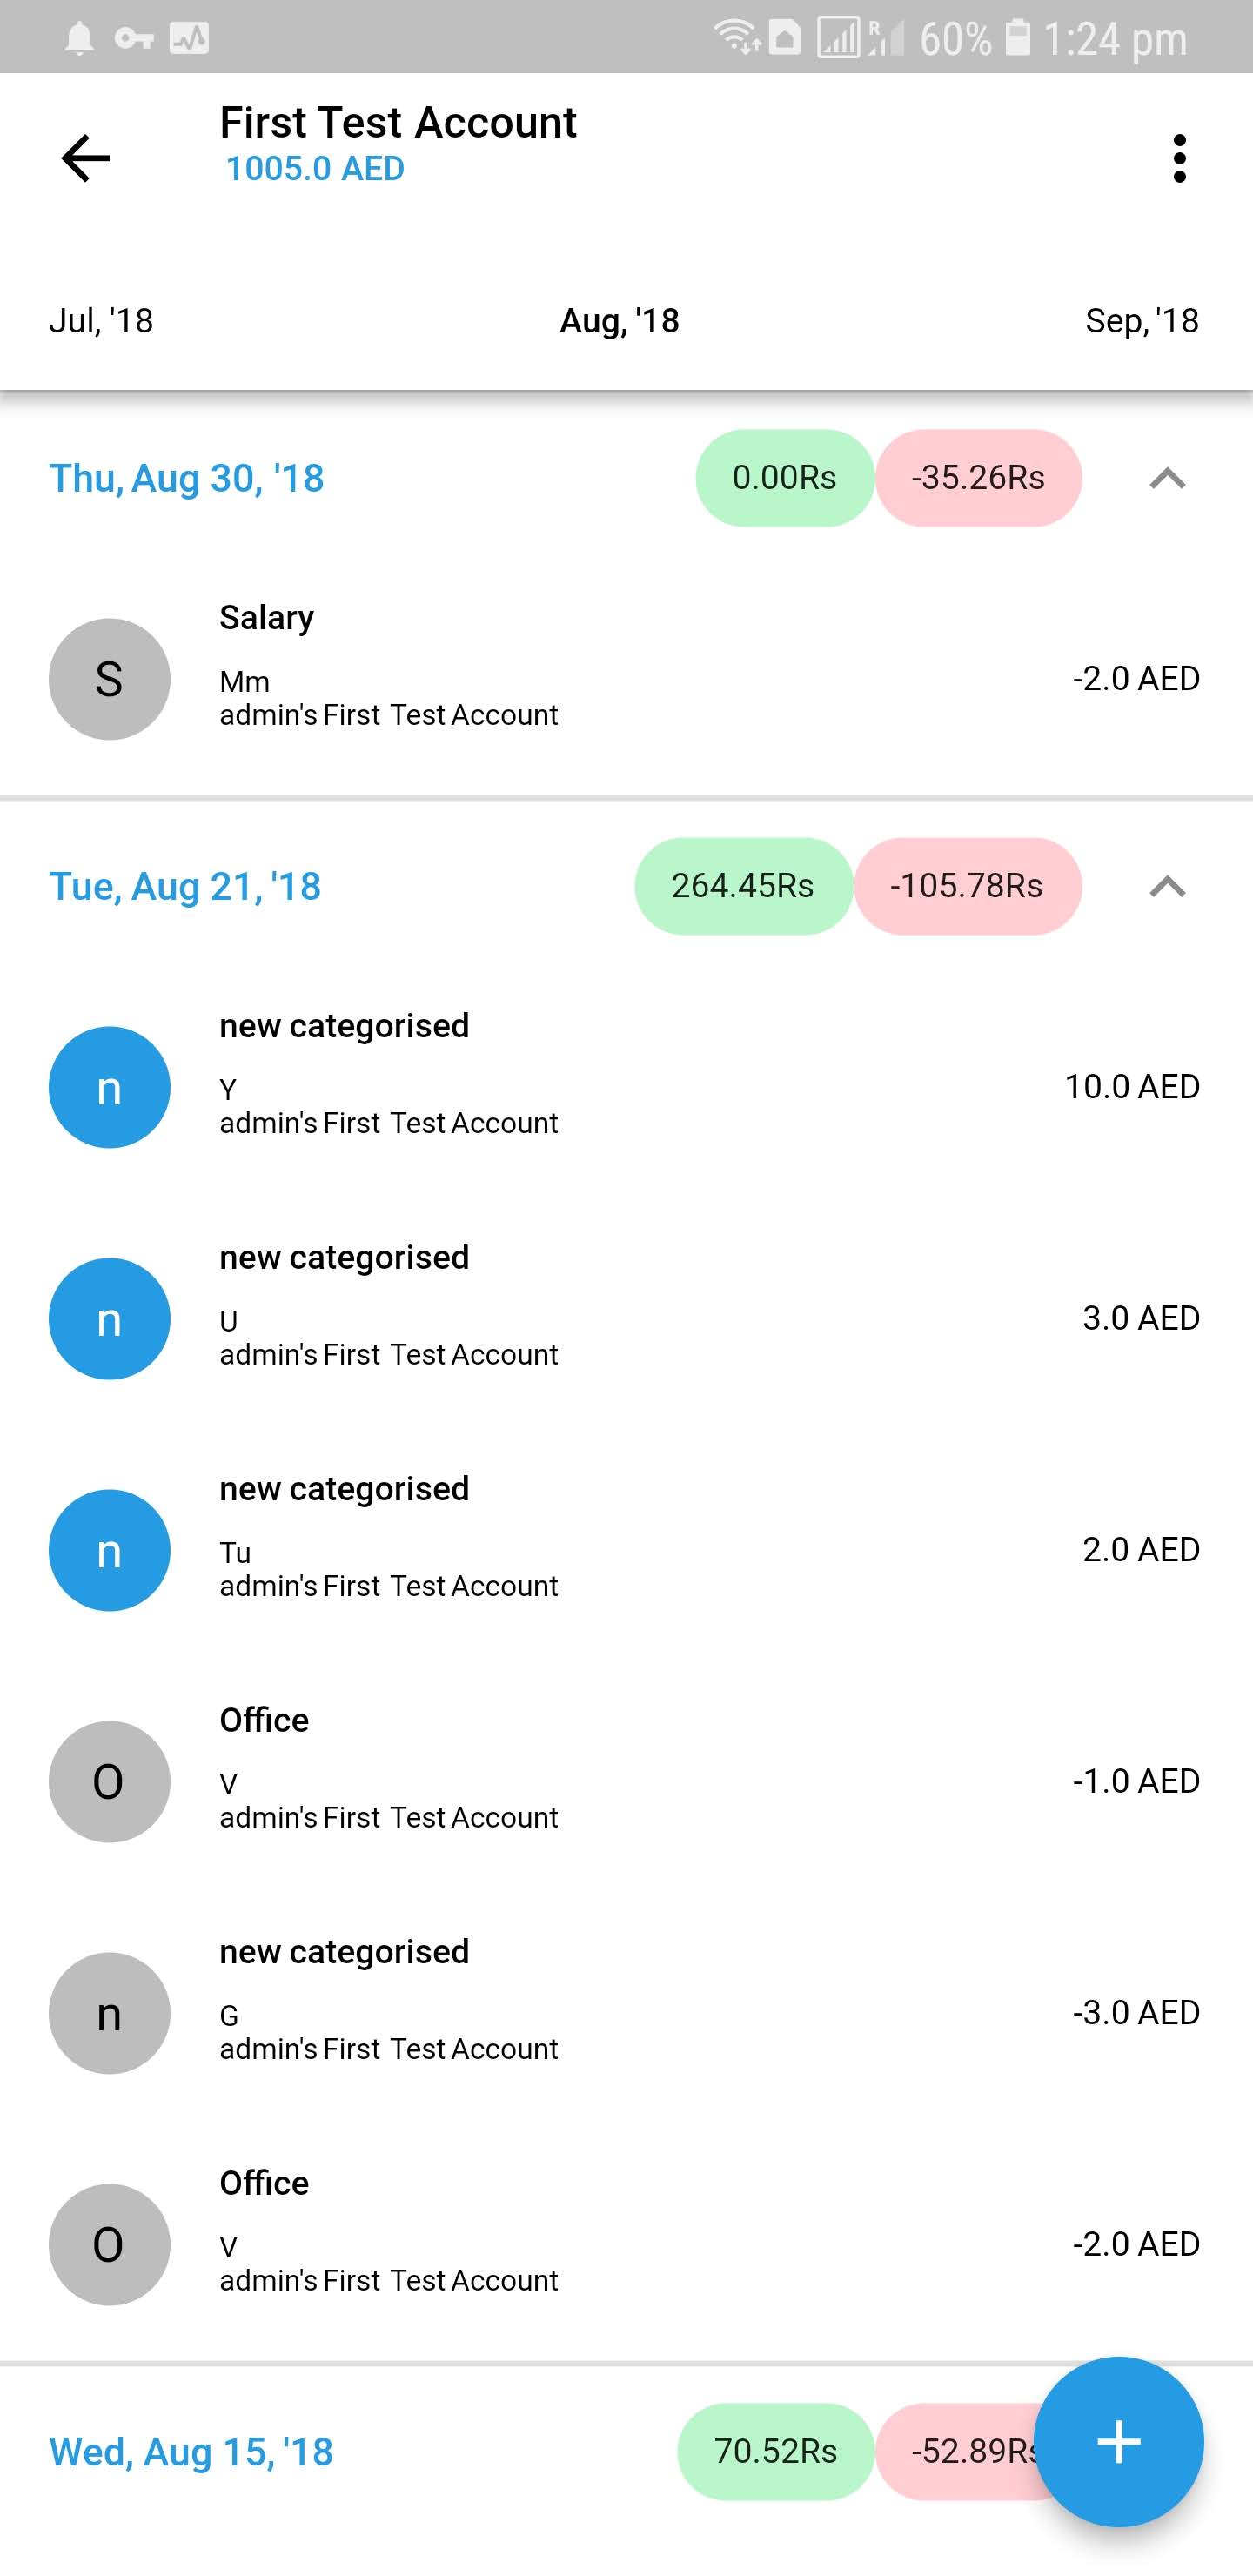 R 60% 1:24 pm
First Test Account
1005.0 AED
Jul, '18 Aug, '18 Sep, '18
Thu, Aug 30, '18 0.00Rs -35.26Rs
Salary
S
Mm
admin's First Test Account
-2.0 AED
Tue, Aug 21, '18 264.45Rs -105.78Rs
new categorised
n
Y
admin's First Test Account
10.0 AED
new categorised
n
U
admin's First Test Account
3.0 AED
new categorised
n
Tu
admin's First Test Account
2.0 AED
Office
O
V
admin's First Test Account
-1.0 AED
new categorised
n
G
admin's First Test Account
-3.0 AED
Office
O
V
admin's First Test Account
-2.0 AED
Wed, Aug 15, '18 70.52Rs -52.89Rs